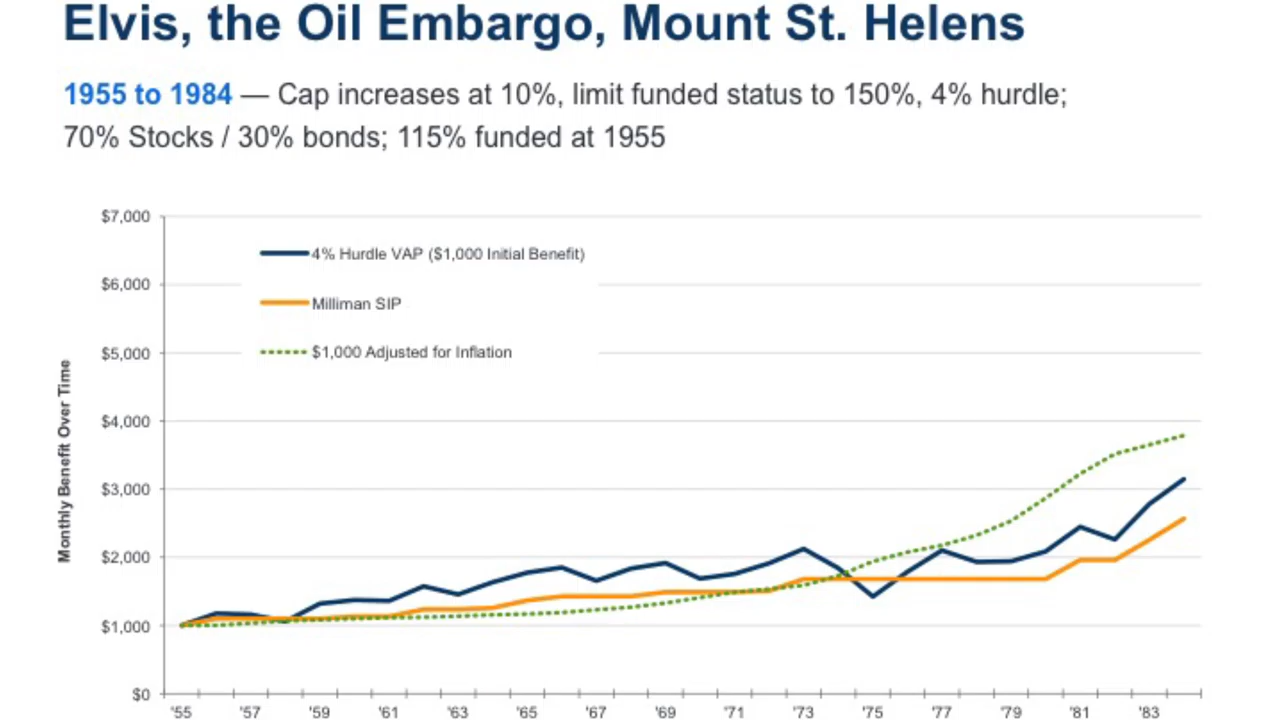 Elvis, the Oil Embargo, Mount St. Helens
1955 to 1984 — Cap increases at 10%, limit funded status to 150%, 4% hurdle;
70% Stocks / 30% bonds; 115% funded at 1955
$7,000
$6,000
$5,000
$4,000
$3,000
$2,000
$1,000
$0
Monthly Benefit Over Time
4% Hurdle VAP ($1,000 Initial Benefit)
Milliman SIP
$1,000 Adjusted for Inflation
'55 '57 '59 '61 '63 '65 '67 '69 '71 '73 '75 '77 '79 '81 '83